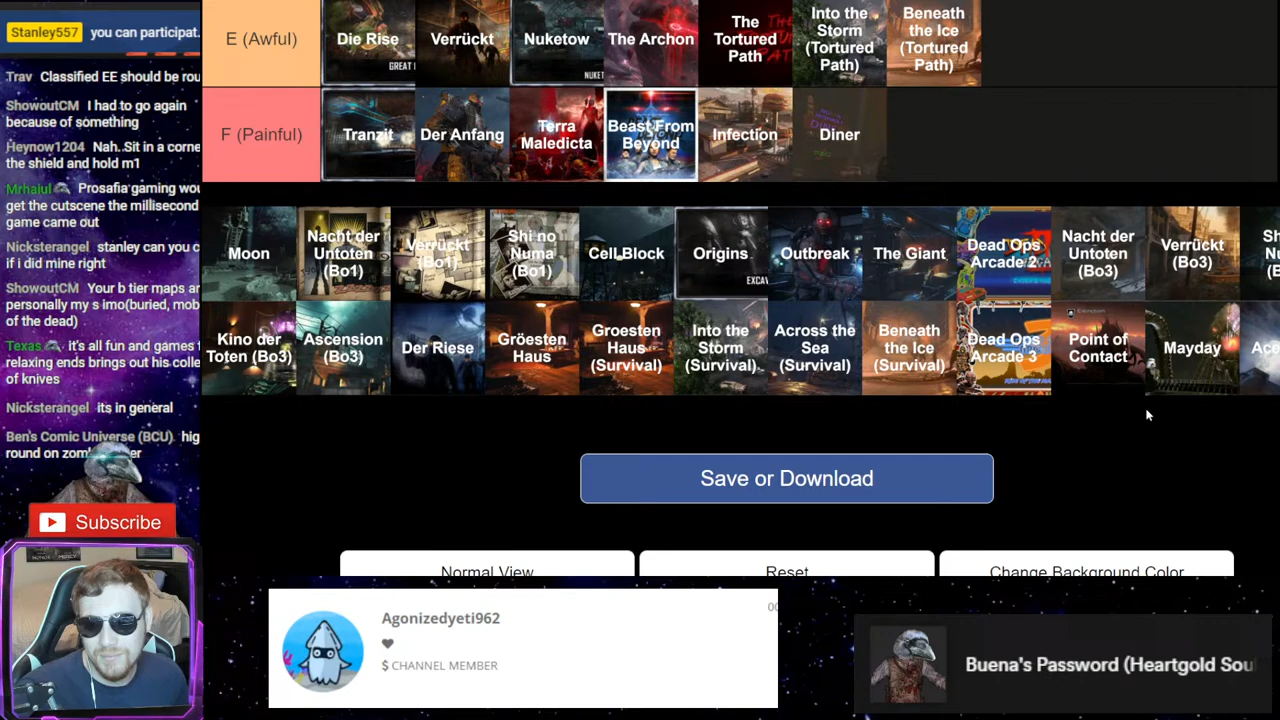 Stanley557 you can participat.
Trav Classified EE should be rou
ShowoutCM I had to go again
because of something
Heynow1204 Nah. Sit in a corne
the shield and hold m1
Mrhaiul Prosafia gaming wou
get the cutscene the millisecond
game came out
Nicksterangel stanley can you c
if i did mine right
ShowoutCM Your b tier maps ar
personally my s imo(buried, mob
of the dead)
Texas It's all fun and games
relaxing ends brings out his colle
of knives
Nicksterangel its in general
Ben's Comic Universe (BCU) hig
round on zom
Subscribe
E (Awful)
Die Rise
GREAT
Verrückt
Nuketow
NUKET
The Archon
The
Tortured
Path
Into the
Storm
(Tortured
Path)
Beneath
the Ice
(Tortured
Path)
F (Painful)
Tranzit
Der Anfang
Terra
Maledicta
Beast From
Beyond
Infection
Diner
Moon
Nacht der
Untoten
(Bo1)
Verrückt
(Bo1)
Shi no
Numa
(Bo1)
Cell Block
Origins
EXCAV
Outbreak
The Giant
Dead Ops
Arcade 2
Nacht der
Untoten
(Bo3)
Verrückt
(Bo3)
Kino der
Toten (Bo3)
Ascension
(Bo3)
Der Riese
Gröesten
Haus
Groesten
Haus
(Survival)
Into the
Storm
(Survival)
Across the
Sea
(Survival)
Beneath
the Ice
(Survival)
Dead Ops
Arcade 3
Point of
Contact
Mayday
Save or Download
Normal View
Reset
Change Background Color
Agonizedyeti962
$ CHANNEL MEMBER
Buena's Password (Heartgold Sou